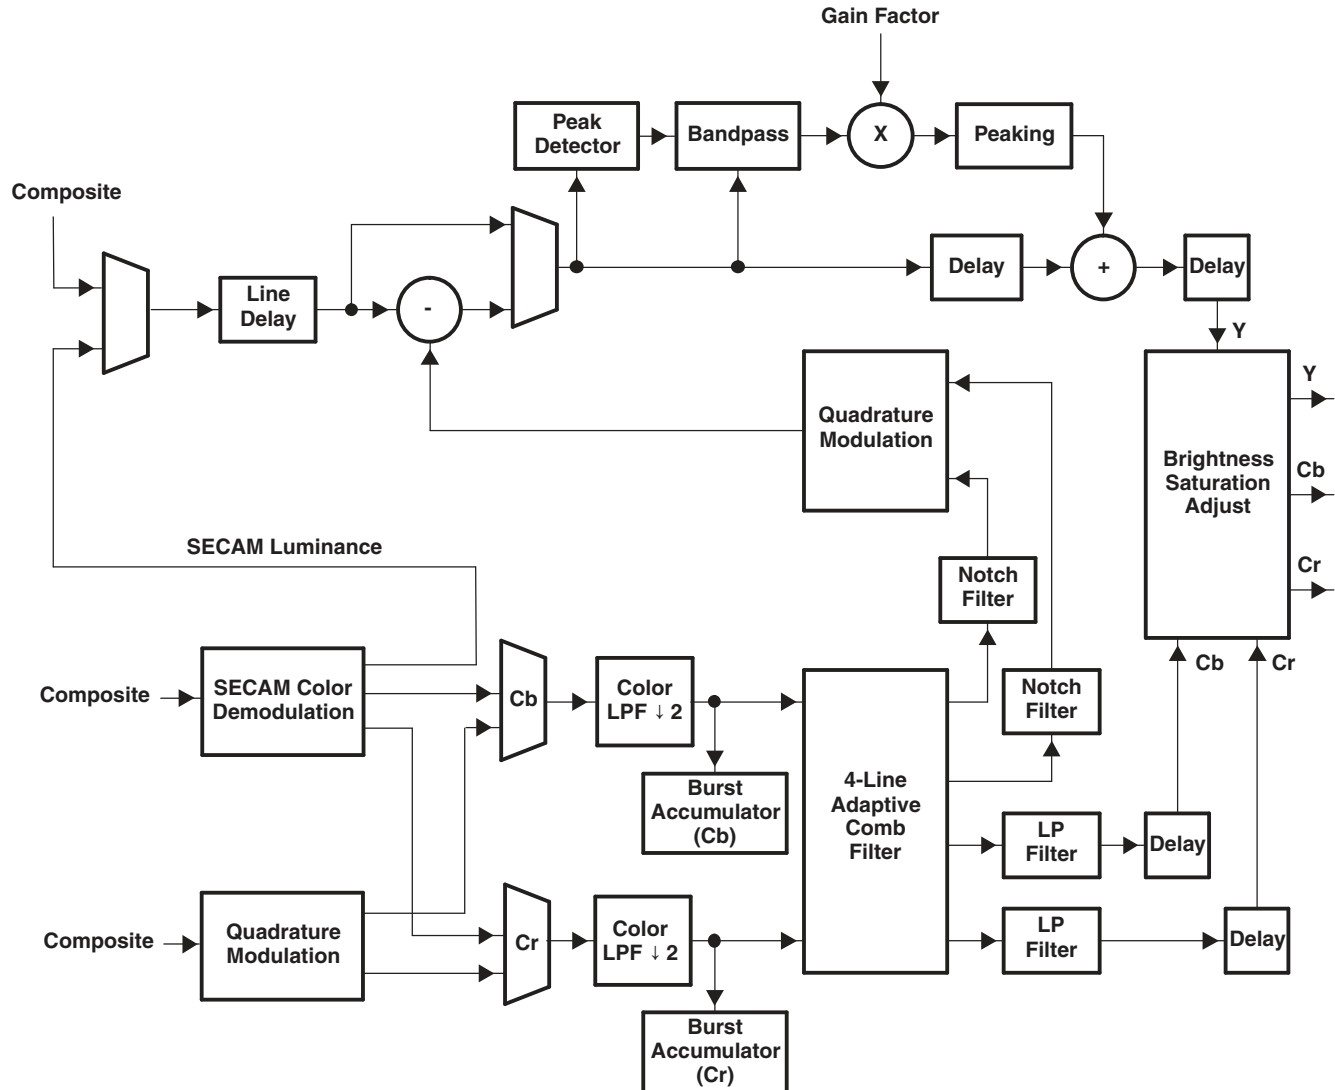 Gain Factor
Peak
Detector
Bandpass
X
Peaking
Composite
Line
Delay
-
Delay
+
Delay
Y
Quadrature
Modulation
Brightness
Saturation
Adjust
Y
Cb
Cr
SECAM Luminance
Notch
Filter
Cb
Cr
Composite
SECAM Color
Demodulation
Cb
Color
LPF ↓ 2
Notch
Filter
Burst
Accumulator
(Cb)
4-Line
Adaptive
Comb
Filter
LP
Filter
Delay
Composite
Quadrature
Modulation
Cr
Color
LPF ↓ 2
LP
Filter
Delay
Burst
Accumulator
(Cr)